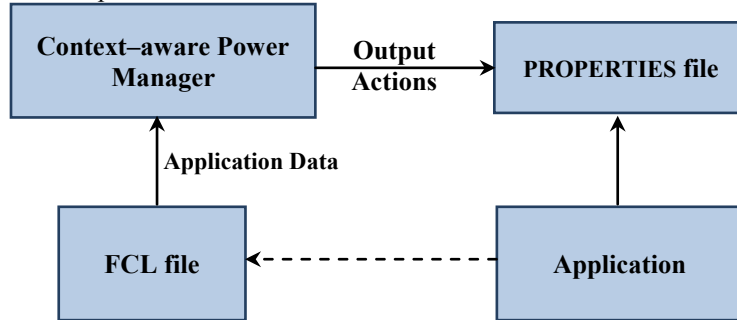 Context–aware Power
Manager
Output
Actions
PROPERTIES file
Application Data
FCL file
Application